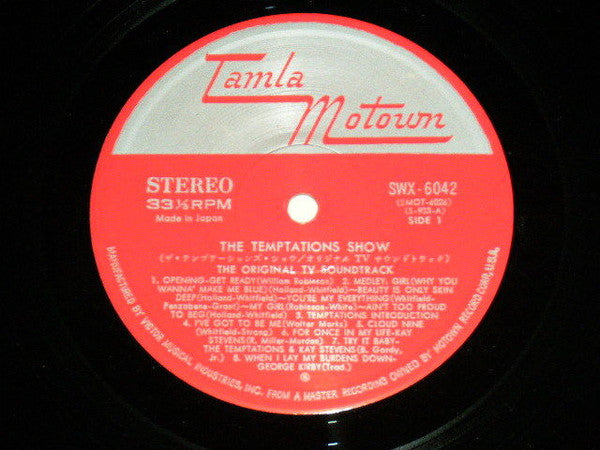 Tamla
Motown
STEREO
33⅓RPM
Made in Japan
SWX-6042
(SMOT-6026)
(S-933-A)
SIDE 1
THE TEMPTATIONS SHOW
(ザ・テンプテーションズ・ショウ/オリジナル TV サウンドトラック)
THE ORIGINAL TV SOUNDTRACK
1. OPENING-GET READY(William Robinson) 2. MEDLEY; GIRL(WHY YOU
WANNA' MAKE ME BLUE)(Holland-Whitfield)—BEAUTY IS ONLY SKIN
DEEP(Holland-Whitfield)—YOU'RE MY EVERYTHING(Whitfield-
Penzabene-Grant)—MY GIRL(Robinson-White)—AIN'T TOO PROUD
TO BEG(Holland-Whitfield) 3. TEMPTATIONS INTRODUCTION
4. I'VE GOT TO BE ME(Walter Marks) 5. CLOUD NINE
(Whitfield-Strong) 6. FOR ONCE IN MY LIFE-KAY
STEVENS(R. Miller-Murden) 7. TRY IT BABY-
THE TEMPTATIONS & KAY STEVENS(B. Gordy,
Jr.) 8. WHEN I LAY MY BURDENS DOWN-
GEORGE KIRBY(Trad.)
MANUFACTURED BY VICTOR MUSICAL INDUSTRIES, INC. FROM A MASTER RECORDING OWNED BY MOTOWN RECORD CORP., U.S.A.